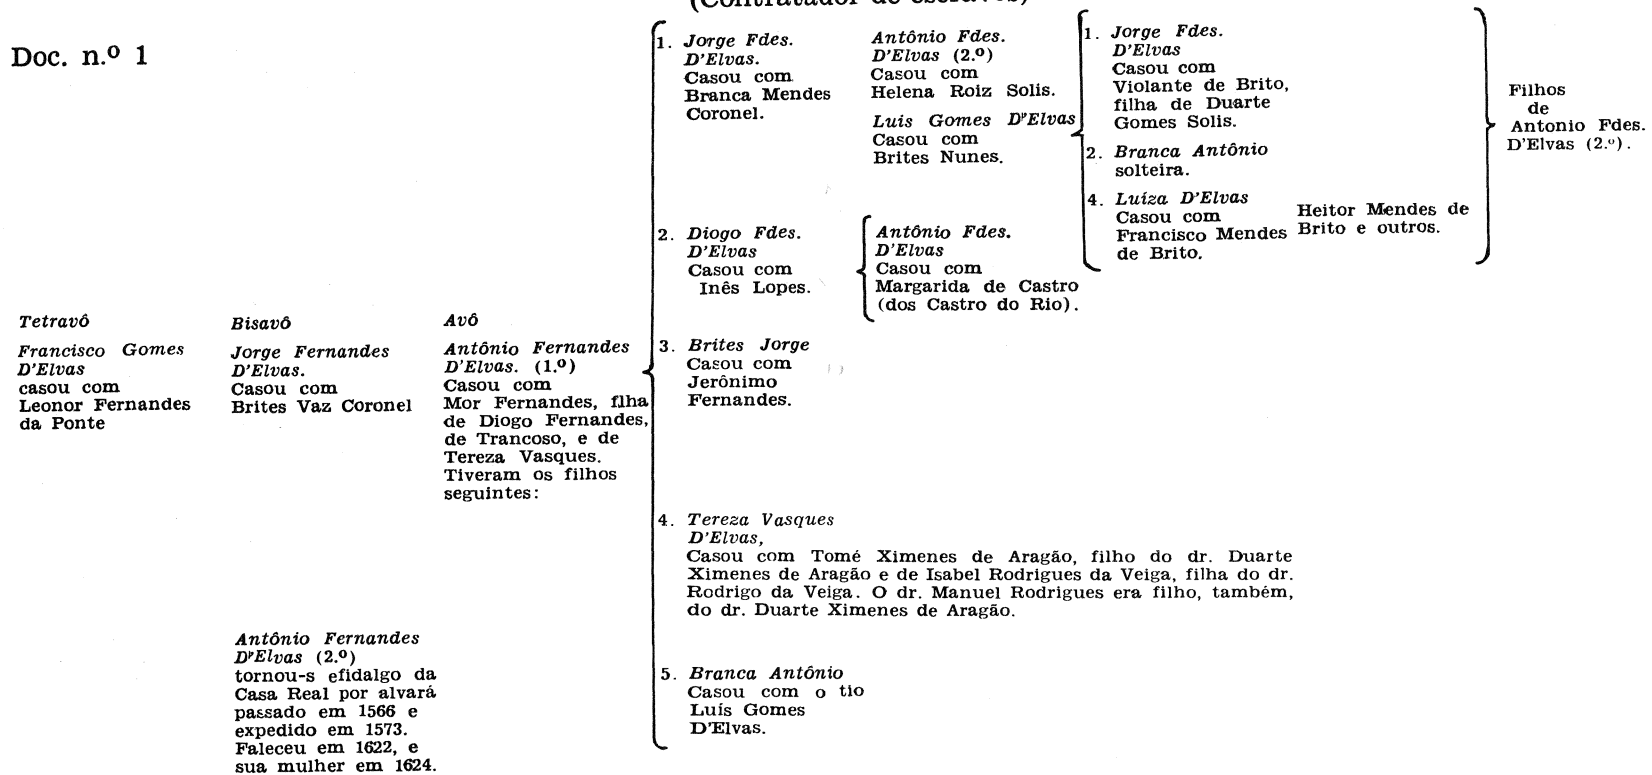 (Contratador de escravos)
Doc. n.º 1
Tetravô
Francisco Gomes
D'Elvas
casou com
Leonor Fernandes
da Ponte
Bisavô
Jorge Fernandes
D'Elvas.
Casou com
Brites Vaz Coronel
Antônio Fernandes
D'Elvas (2.º)
tornou-s efidalgo da
Casa Real por alvará
passado em 1566 e
expedido em 1573.
Faleceu em 1622, e
sua mulher em 1624.
Avô
Antônio Fernandes
D'Elvas. (1.º)
Casou com
Mor Fernandes, flha
de Diogo Fernandes,
de Trancoso, e de
Tereza Vasques.
Tiveram os filhos
seguintes:
1. Jorge Fdes.
D'Elvas.
Casou com
Branca Mendes
Coronel.
2. Diogo Fdes.
D'Elvas
Casou com
Inês Lopes.
3. Brites Jorge
Casou com
Jerônimo
Fernandes.
4. Tereza Vasques
D'Elvas,
Casou com Tomé Ximenes de Aragão, filho do dr. Duarte
Ximenes de Aragão e de Isabel Rodrigues da Veiga, filha do dr.
Rodrigo da Veiga. O dr. Manuel Rodrigues era filho, também,
do dr. Duarte Ximenes de Aragão.
5. Branca Antônio
Casou com o tio
Luís Gomes
D'Elvas.
Antônio Fdes.
D'Elvas (2.º)
Casou com
Helena Roiz Solis.
Luis Gomes D'Elvas
Casou com
Brites Nunes.
Antônio Fdes.
D'Elvas
Casou com
Margarida de Castro
(dos Castro do Rio).
1. Jorge Fdes.
D'Elvas
Casou com
Violante de Brito,
filha de Duarte
Gomes Solis.
2. Branca Antônio
solteira.
4. Luíza D'Elvas
Casou com
Francisco Mendes
de Brito.
Heitor Mendes de
Brito e outros.
Filhos
de
Antonio Fdes.
D'Elvas (2.º).